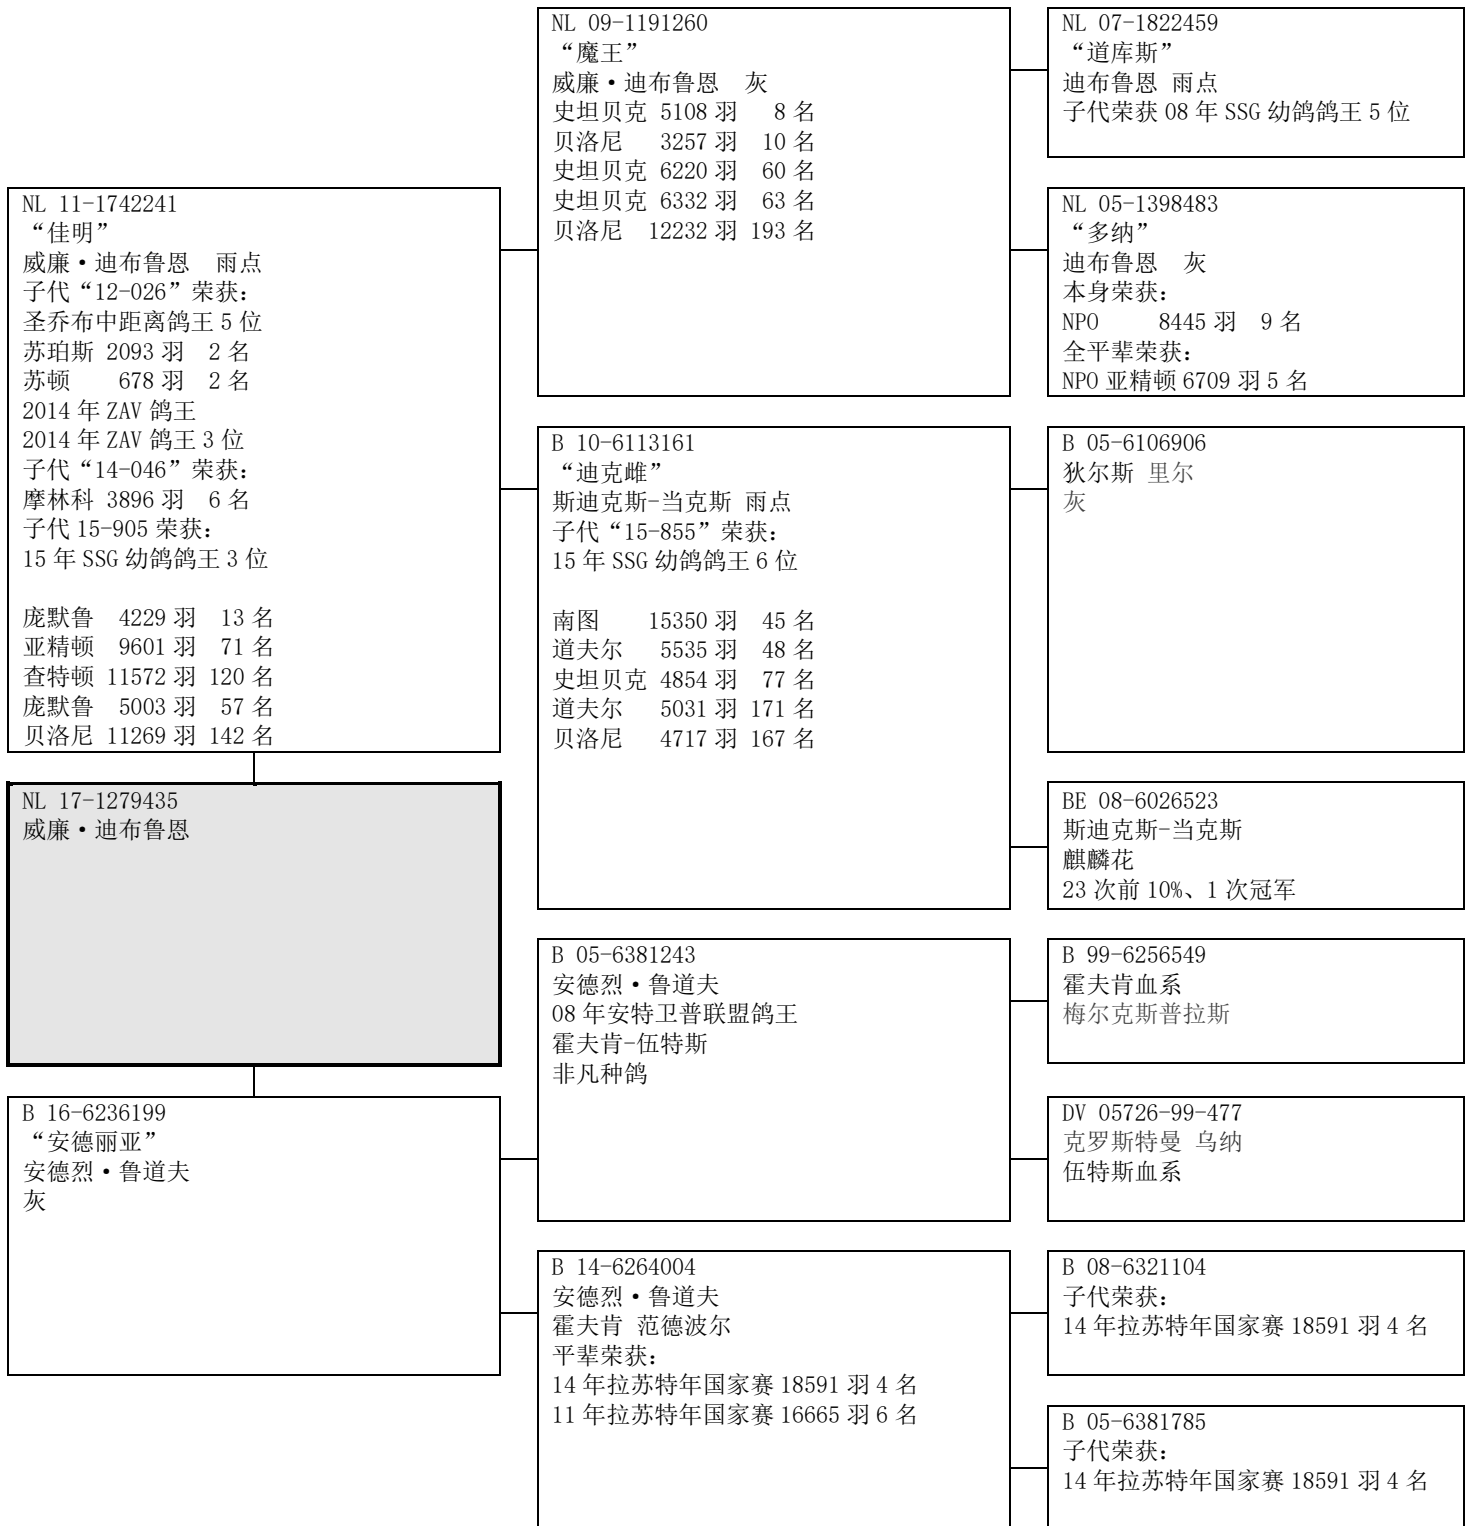 NL 11-1742241
“佳明”
威廉·迪布鲁恩 雨点
子代“12-026”荣获：
圣乔布中距离鸽王 5 位
苏珀斯 2093 羽 2 名
苏顿 678 羽 2 名
2014 年 ZAV 鸽王
2014 年 ZAV 鸽王 3 位
子代“14-046”荣获：
摩林科 3896 羽 6 名
子代 15-905 荣获：
15 年 SSG 幼鸽鸽王 3 位
庞默鲁 4229 羽 13 名
亚精顿 9601 羽 71 名
查特顿 11572 羽 120 名
庞默鲁 5003 羽 57 名
贝洛尼 11269 羽 142 名
NL 17-1279435
威廉·迪布鲁恩
B 16-6236199
“安德丽亚”
安德烈·鲁道夫
灰
NL 09-1191260
“魔王”
威廉·迪布鲁恩 灰
史坦贝克 5108 羽 8 名
贝洛尼 3257 羽 10 名
史坦贝克 6220 羽 60 名
史坦贝克 6332 羽 63 名
贝洛尼 12232 羽 193 名
B 10-6113161
“迪克雌”
斯迪克斯-当克斯 雨点
子代“15-855”荣获：
15 年 SSG 幼鸽鸽王 6 位
南图 15350 羽 45 名
道夫尔 5535 羽 48 名
史坦贝克 4854 羽 77 名
道夫尔 5031 羽 171 名
贝洛尼 4717 羽 167 名
B 05-6381243
安德烈·鲁道夫
08 年安特卫普联盟鸽王
霍夫肯-伍特斯
非凡种鸽
B 14-6264004
安德烈·鲁道夫
霍夫肯 范德波尔
平辈荣获：
14 年拉苏特年国家赛 18591 羽 4 名
11 年拉苏特年国家赛 16665 羽 6 名
NL 07-1822459
“道库斯”
迪布鲁恩 雨点
子代荣获 08 年 SSG 幼鸽鸽王 5 位
NL 05-1398483
“多纳”
迪布鲁恩 灰
本身荣获：
NPO 8445 羽 9 名
全平辈荣获：
NPO 亚精顿 6709 羽 5 名
B 05-6106906
狄尔斯 里尔
灰
BE 08-6026523
斯迪克斯-当克斯
麒麟花
23 次前 10%、1 次冠军
B 99-6256549
霍夫肯血系
梅尔克斯普拉斯
DV 05726-99-477
克罗斯特曼 乌纳
伍特斯血系
B 08-6321104
子代荣获：
14 年拉苏特年国家赛 18591 羽 4 名
B 05-6381785
子代荣获：
14 年拉苏特年国家赛 18591 羽 4 名